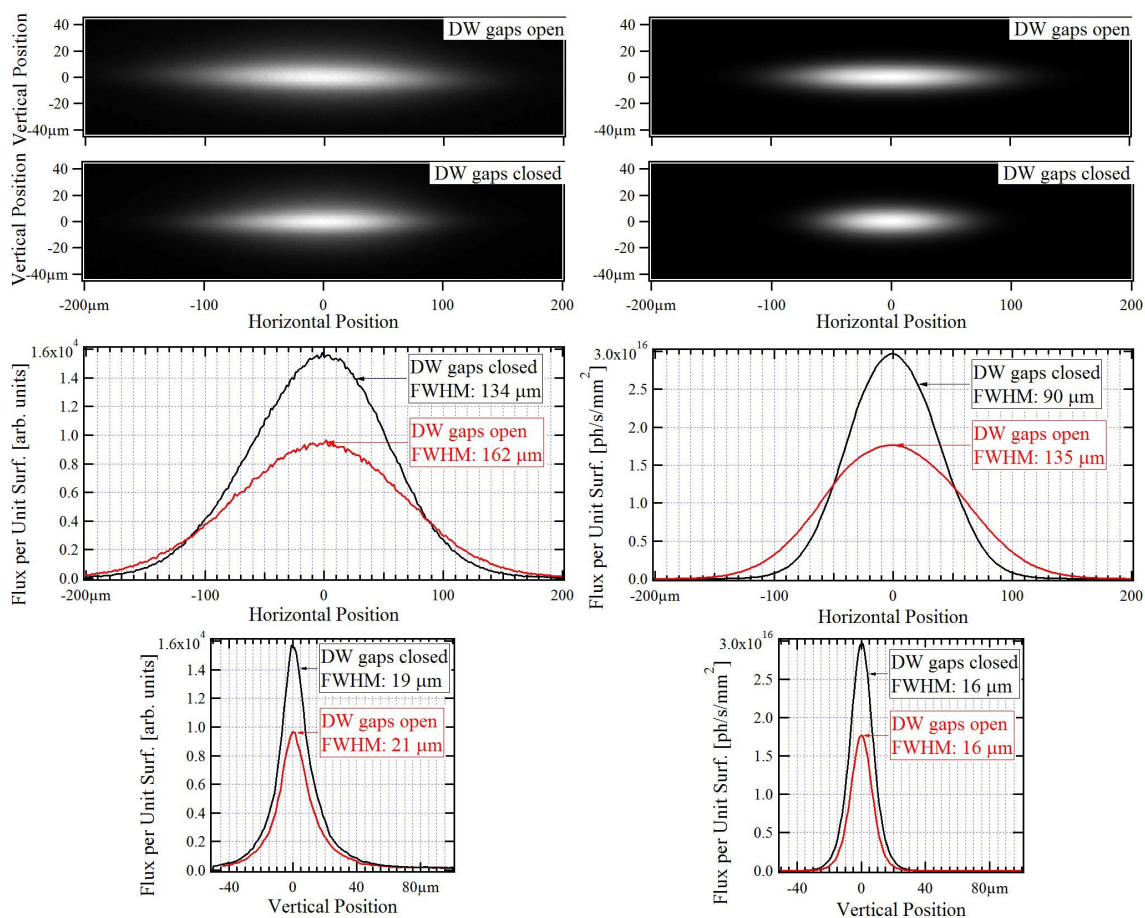 DW gaps open
DW gaps open
Vertical Position
40
20
0
-20
-40μm
40
20
0
-20
-40μm
DW gaps closed
DW gaps closed
Vertical Position
40
20
0
-20
-40μm
40
20
0
-20
-40μm
-200μm -100 0 100 200
-200μm -100 0 100 200
Horizontal Position
Horizontal Position
Flux per Unit Surf. [arb. units]
1.6x10^4
1.4
1.2
1.0
0.8
0.6
0.4
0.2
0.0
DW gaps closed
FWHM: 134 μm
DW gaps open
FWHM: 162 μm
-200μm -100 0 100 200
Horizontal Position
Flux per Unit Surf. [ph/s/mm^2]
3.0x10^16
2.5
2.0
1.5
1.0
0.5
0.0
DW gaps closed
FWHM: 90 μm
DW gaps open
FWHM: 135 μm
-200μm -100 0 100 200
Horizontal Position
Flux per Unit Surf. [arb. units]
1.6x10^4
1.4
1.2
1.0
0.8
0.6
0.4
0.2
0.0
DW gaps closed
FWHM: 19 μm
DW gaps open
FWHM: 21 μm
-40 0 40 80μm
Vertical Position
Flux per Unit Surf. [ph/s/mm^2]
3.0x10^16
2.5
2.0
1.5
1.0
0.5
0.0
DW gaps closed
FWHM: 16 μm
DW gaps open
FWHM: 16 μm
-40 0 40 80μm
Vertical Position